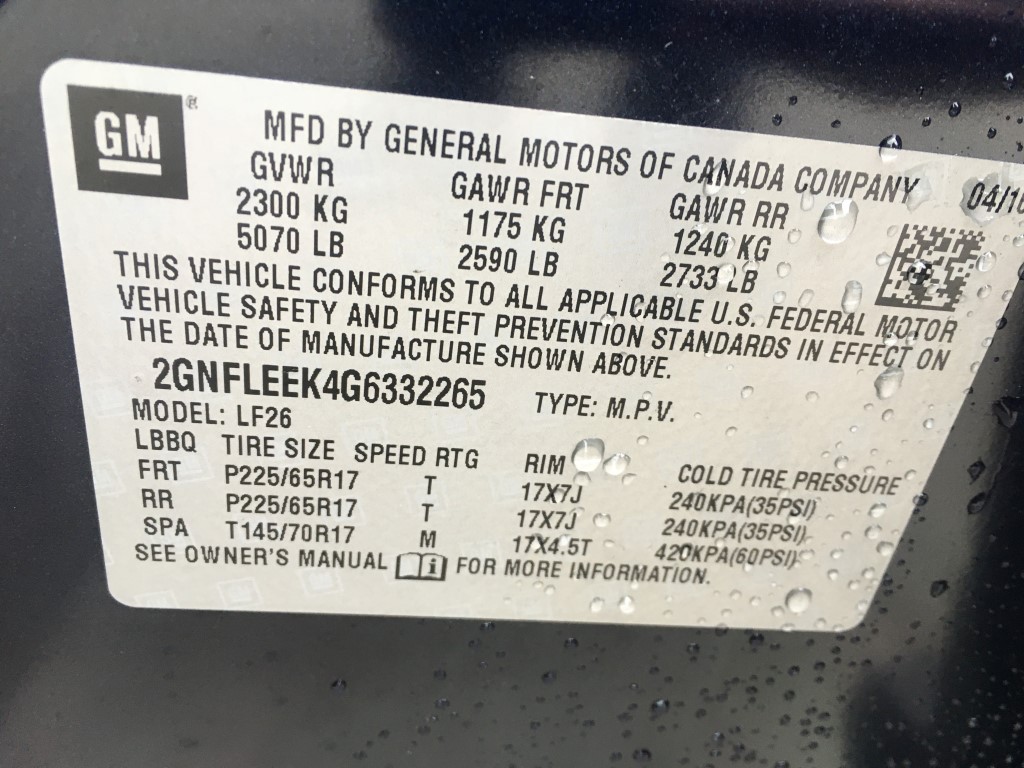 GM ®
MFD BY GENERAL MOTORS OF CANADA COMPANY 04/16
GVWR GAWR FRT GAWR RR
2300 KG 1175 KG 1240 KG
5070 LB 2590 LB 2733 LB
THIS VEHICLE CONFORMS TO ALL APPLICABLE U.S. FEDERAL MOTOR
VEHICLE SAFETY AND THEFT PREVENTION STANDARDS IN EFFECT ON
THE DATE OF MANUFACTURE SHOWN ABOVE.
2GNFLEEK4G6332265 TYPE: M.P.V.
MODEL: LF26
LBBQ TIRE SIZE SPEED RTG RIM COLD TIRE PRESSURE
FRT P225/65R17 T 17X7J 240KPA(35PSI)
RR P225/65R17 T 17X7J 240KPA(35PSI)
SPA T145/70R17 M 17X4.5T 420KPA(60PSI)
SEE OWNER'S MANUAL i FOR MORE INFORMATION.